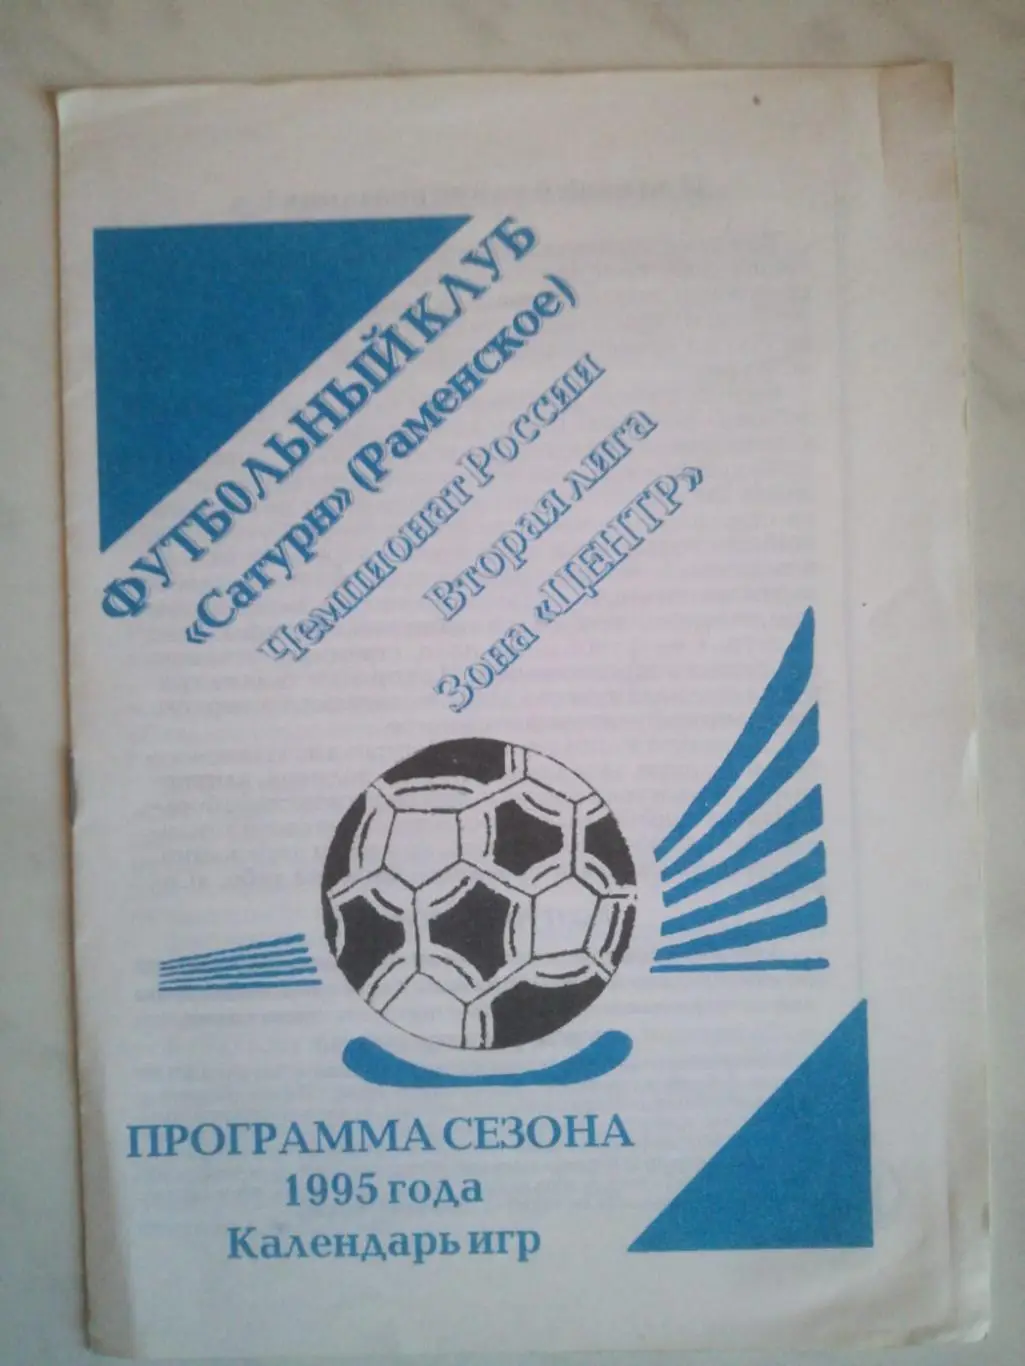 ФУТБОЛЬНЫЙ КЛУБ
«Сатурн» (Раменское)
Чемпионат России
Вторая лига
Зона «ЦЕНТР»
ПРОГРАММА СЕЗОНА
1995 года
Календарь игр